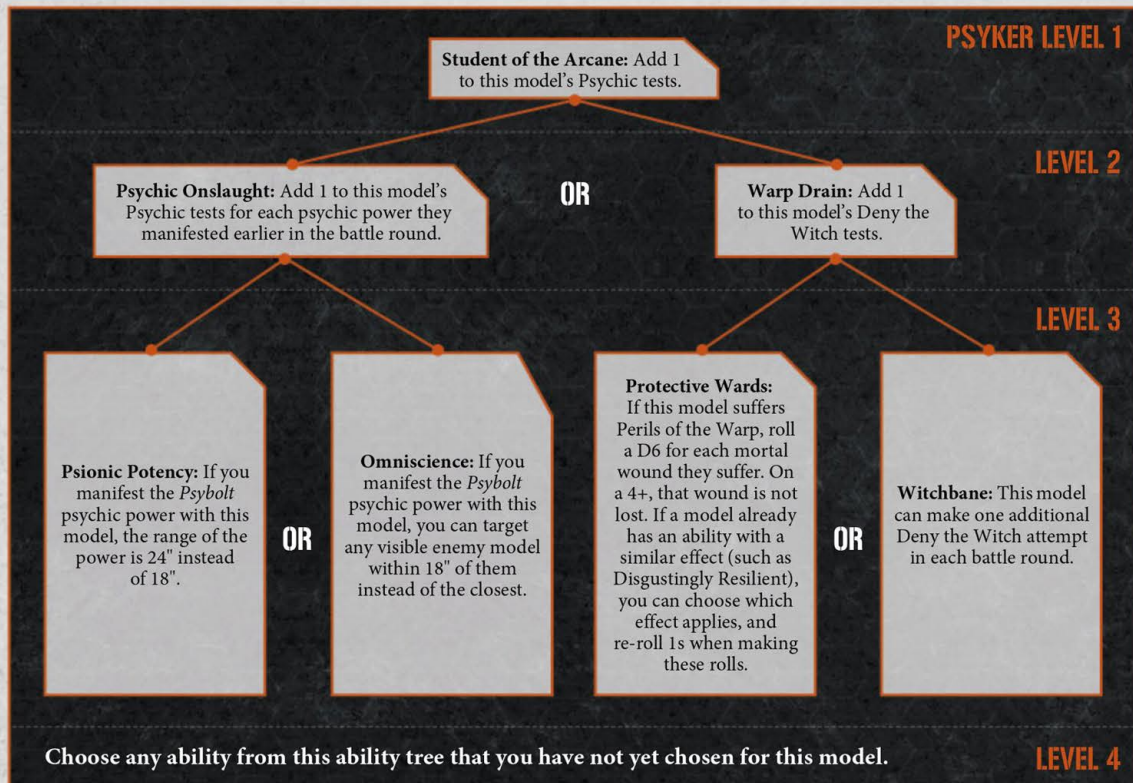 PSYKER LEVEL 1
Student of the Arcane: Add 1
to this model's Psychic tests.
LEVEL 2
Psychic Onslaught: Add 1 to this model's
Psychic tests for each psychic power they
manifested earlier in the battle round.
OR
Warp Drain: Add 1
to this model's Deny the
Witch tests.
LEVEL 3
Psionic Potency: If you
manifest the Psybolt
psychic power with this
model, the range of the
power is 24" instead
of 18".
OR
Omniscience: If you
manifest the Psybolt
psychic power with this
model, you can target
any visible enemy model
within 18" of them
instead of the closest.
Protective Wards:
If this model suffers
Perils of the Warp, roll
a D6 for each mortal
wound they suffer. On
a 4+, that wound is not
lost. If a model already
has an ability with a
similar effect (such as
Disgustingly Resilient),
you can choose which
effect applies, and
re-roll 1s when making
these rolls.
OR
Witchbane: This model
can make one additional
Deny the Witch attempt
in each battle round.
Choose any ability from this ability tree that you have not yet chosen for this model.
LEVEL 4